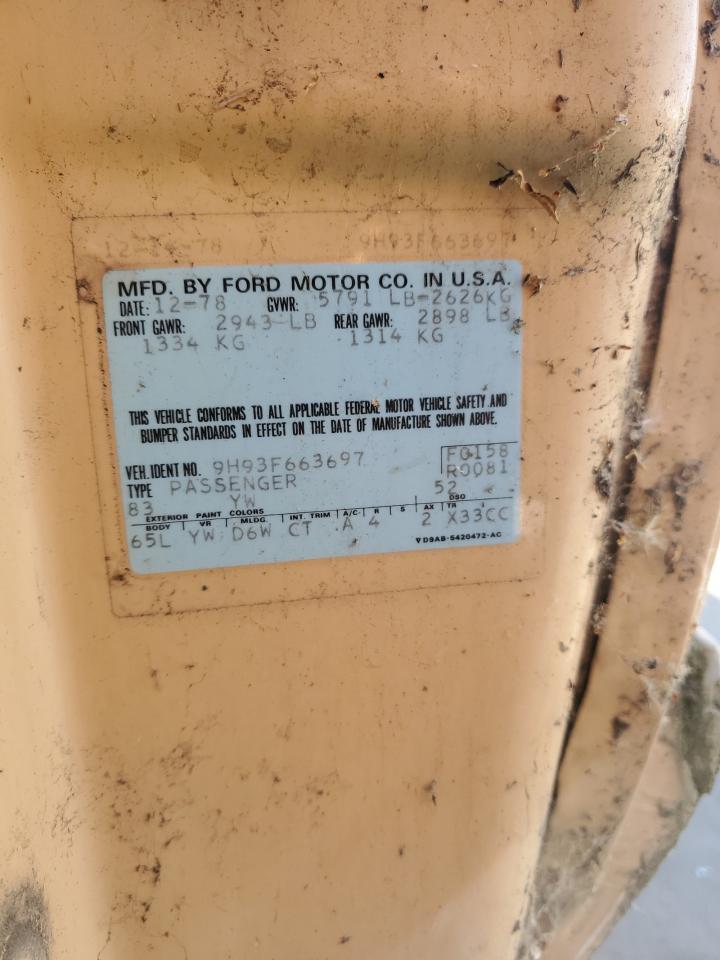 12-14-78 9H93F663697
MFD. BY FORD MOTOR CO. IN U.S.A.
DATE: 12-78 GVWR: 5791 LB-2626KG
FRONT GAWR: 2943-LB REAR GAWR: 2898 LB
1334 KG 1314 KG
THIS VEHICLE CONFORMS TO ALL APPLICABLE FEDERAL MOTOR VEHICLE SAFETY AND
BUMPER STANDARDS IN EFFECT ON THE DATE OF MANUFACTURE SHOWN ABOVE.
VEH. IDENT NO. 9H93F663697 F0158
TYPE PASSENGER R0081
83 YW 52
EXTERIOR PAINT COLORS DSO
BODY VR MLDG. INT. TRIM A/C R S AX TR
65L YW D6W CT A 4 2 X33CC
▽D9AB-5420472-AC